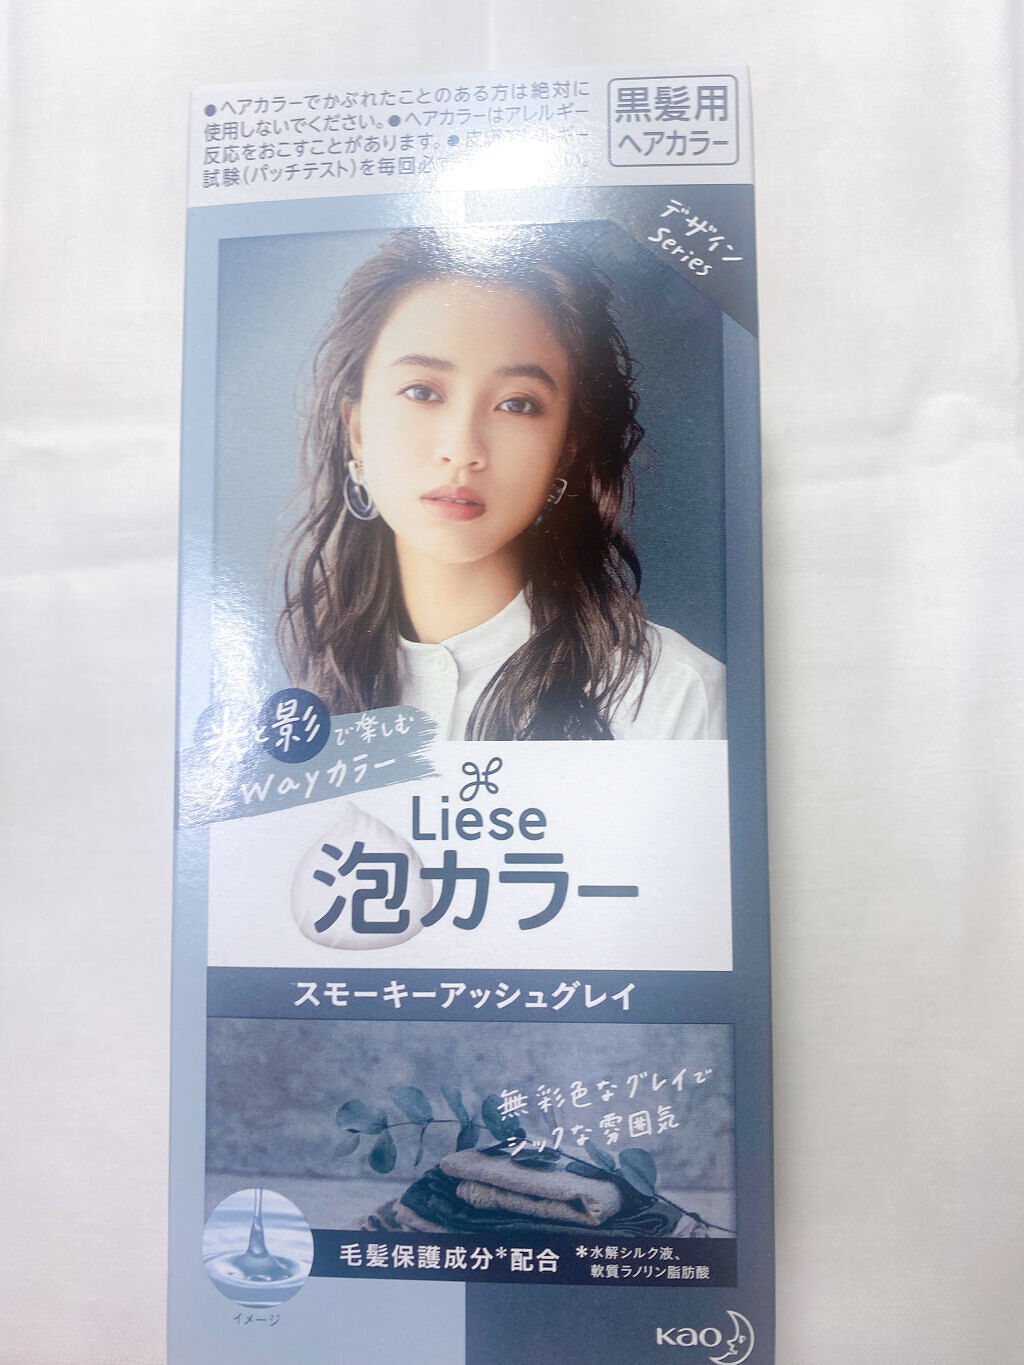 ●ヘアカラーでかぶれたことのある方は絶対に
使用しないでください。●ヘアカラーはアレルギー
反応をおこすことがあります。●
試験(パッチテスト)を毎回必
黒髪用
ヘアカラー
デザイン
Series
光と影で楽しむ
2wayカラー
Liese
泡カラー
スモーキーアッシュグレイ
無彩色なグレイで
シックな雰囲気
毛髪保護成分*配合
*水解シルク液、
軟質ラノリン脂肪酸
イメージ
Kao